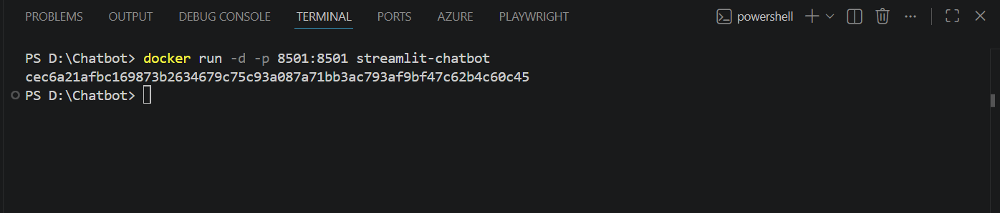 PROBLEMS OUTPUT DEBUG CONSOLE TERMINAL PORTS AZURE PLAYWRIGHT powershell
PS D:\Chatbot> docker run -d -p 8501:8501 streamlit-chatbot
cec6a21afbc169873b2634679c75c93a087a71bb3ac793af9bf47c62b4c60c45
PS D:\Chatbot>